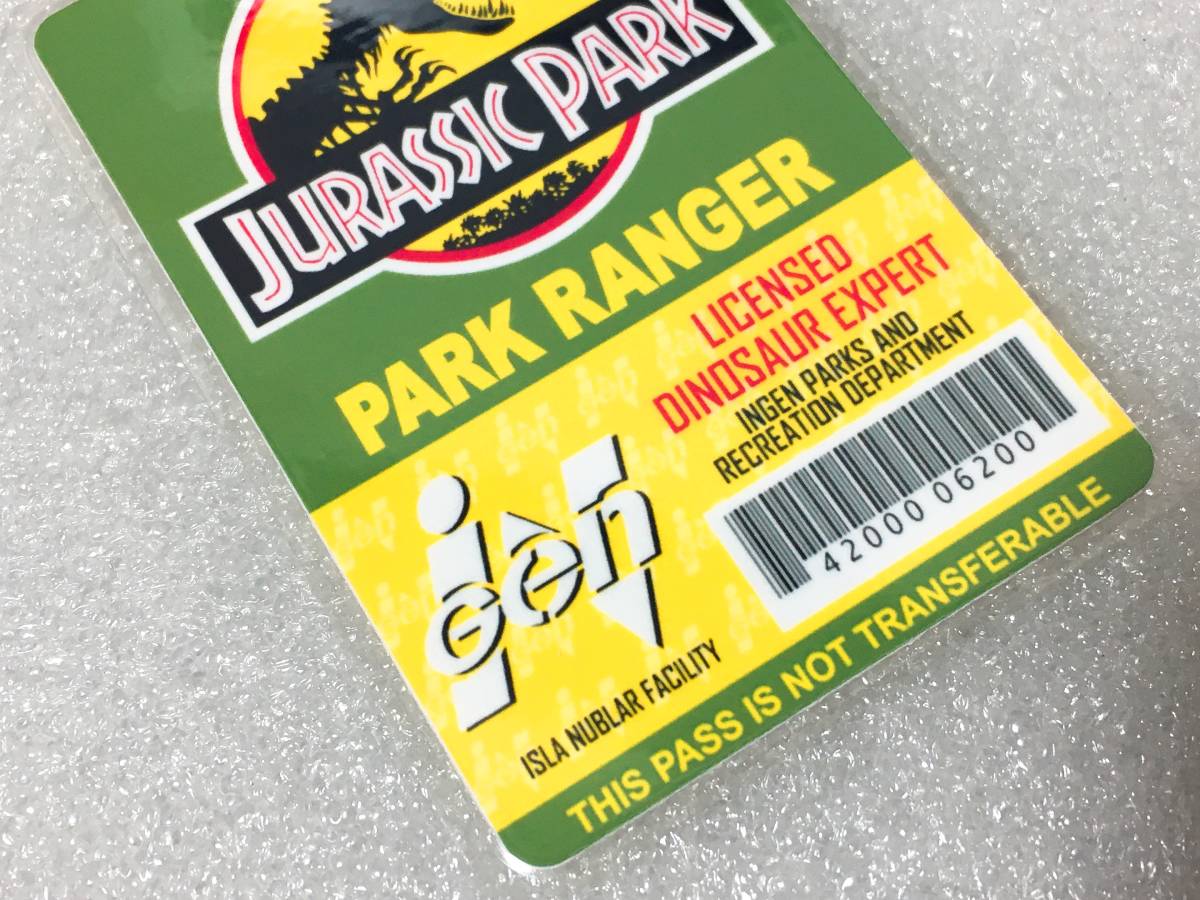 JURASSIC PARK
PARK RANGER
LICENSED
DINOSAUR EXPERT
INGEN PARKS AND
RECREATION DEPARTMENT
42000 06200
inGen
ISLA NUBLAR FACILITY
THIS PASS IS NOT TRANSFERABLE